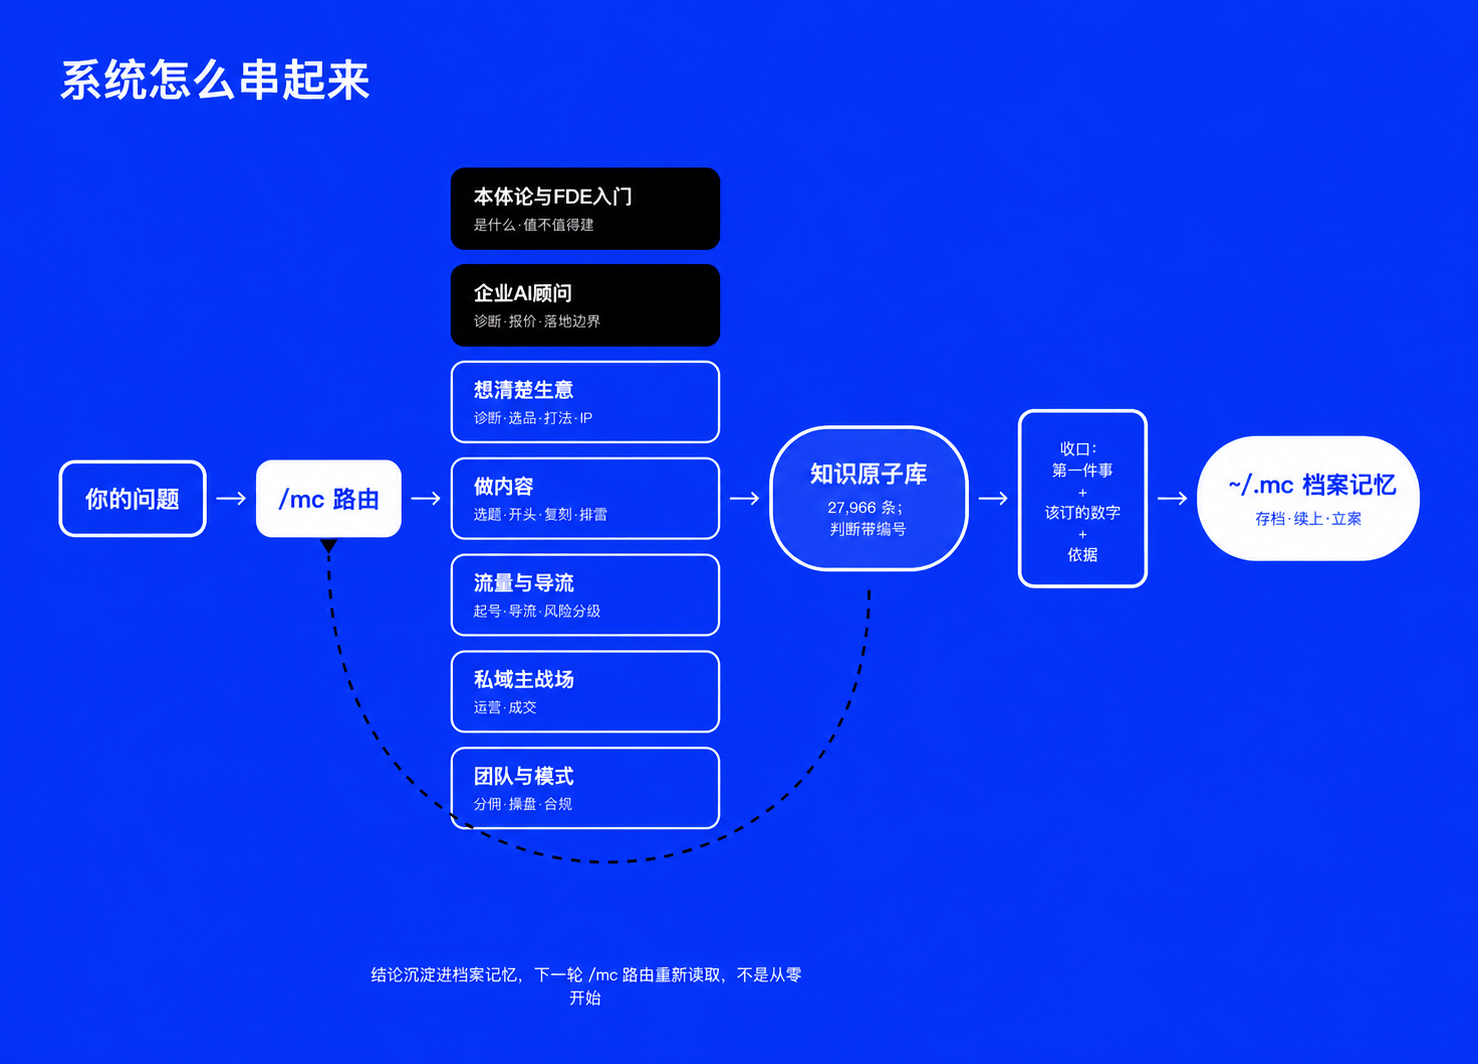 系统怎么串起来
你的问题
/mc 路由
本体论与FDE入门
是什么·值不值得建
企业AI顾问
诊断·报价·落地边界
想清楚生意
诊断·选品·打法·IP
做内容
选题·开头·复刻·排雷
流量与导流
起号·导流·风险分级
私域主战场
运营·成交
团队与模式
分佣·操盘·合规
知识原子库
27,966 条；
判断带编号
收口：
第一件事
+
该订的数字
+
依据
~/.mc 档案记忆
存档·续上·立案
结论沉淀进档案记忆，下一轮 /mc 路由重新读取，不是从零
开始